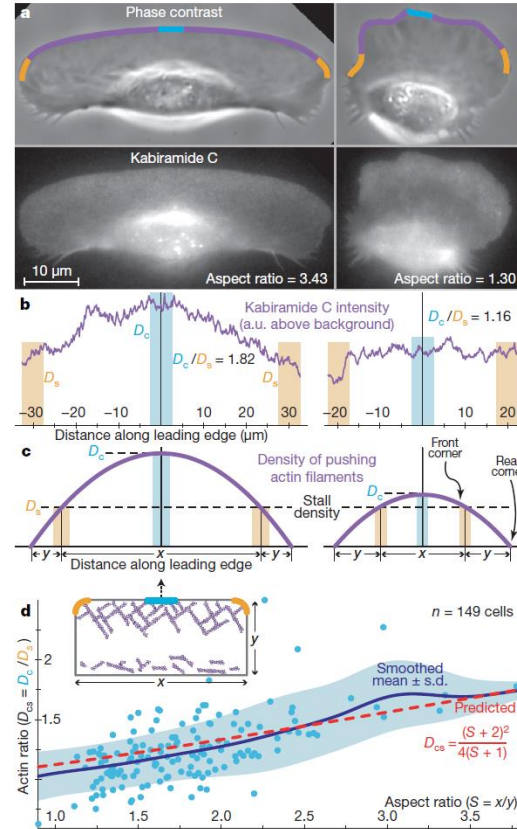 a
Phase contrast
Kabiramide C
10 µm
Aspect ratio = 3.43
Aspect ratio = 1.30
b
Kabiramide C intensity
(a.u. above background)
Dc
Dc/Ds = 1.82
Ds
Ds
Dc/Ds = 1.16
−30 −20 −10 10 20 30
−20 −10 0 10 20
Distance along leading edge (µm)
c
Dc
Ds
Density of pushing
actin filaments
Stall
density
Dc
Front
corner
Rea
corne
y x y
y x y
Distance along leading edge
d
n = 149 cells
y
x
Smoothed
mean ± s.d.
Predicted
Dcs = (S + 2)²
4(S + 1)
Actin ratio (Dcs = Dc/Ds)
2
1.5
1
Aspect ratio (S = x/y)
0.9 1.0 1.5 2.0 2.5 3.0 3.5